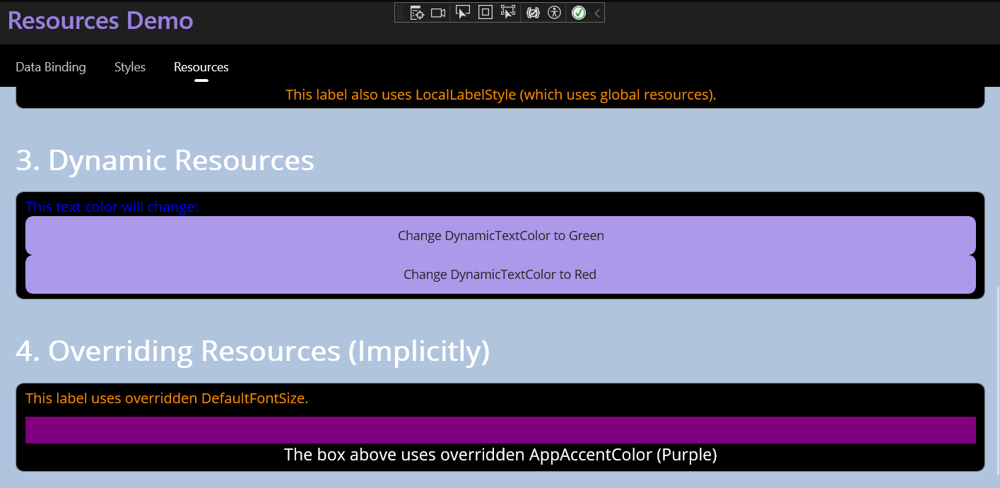 Resources Demo
Data Binding Styles Resources
This label also uses LocalLabelStyle (which uses global resources).
3. Dynamic Resources
This text color will change:
Change DynamicTextColor to Green
Change DynamicTextColor to Red
4. Overriding Resources (Implicitly)
This label uses overridden DefaultFontSize.
The box above uses overridden AppAccentColor (Purple)